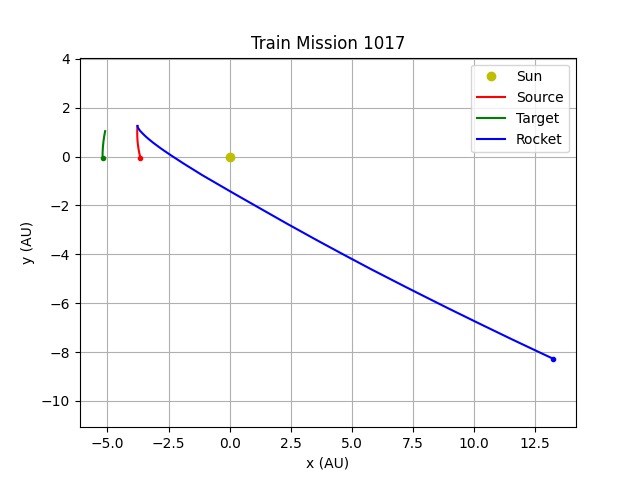 Train Mission 1017
Sun
Source
Target
Rocket
4
2
0
−2
−4
−6
−8
−10
y (AU)
−5.0 −2.5 0.0 2.5 5.0 7.5 10.0 12.5
x (AU)